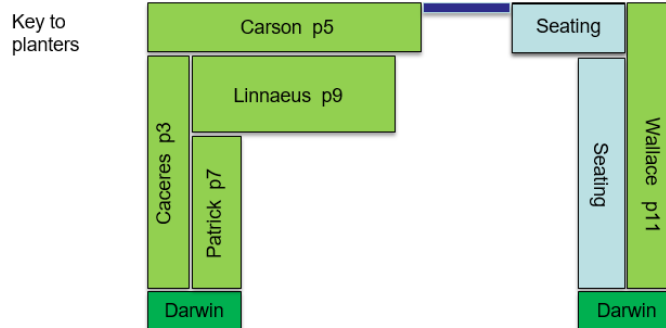 Key to
planters
Carson p5
Seating
Linnaeus p9
Caceres p3
Patrick p7
Seating
Wallace p11
Darwin
Darwin